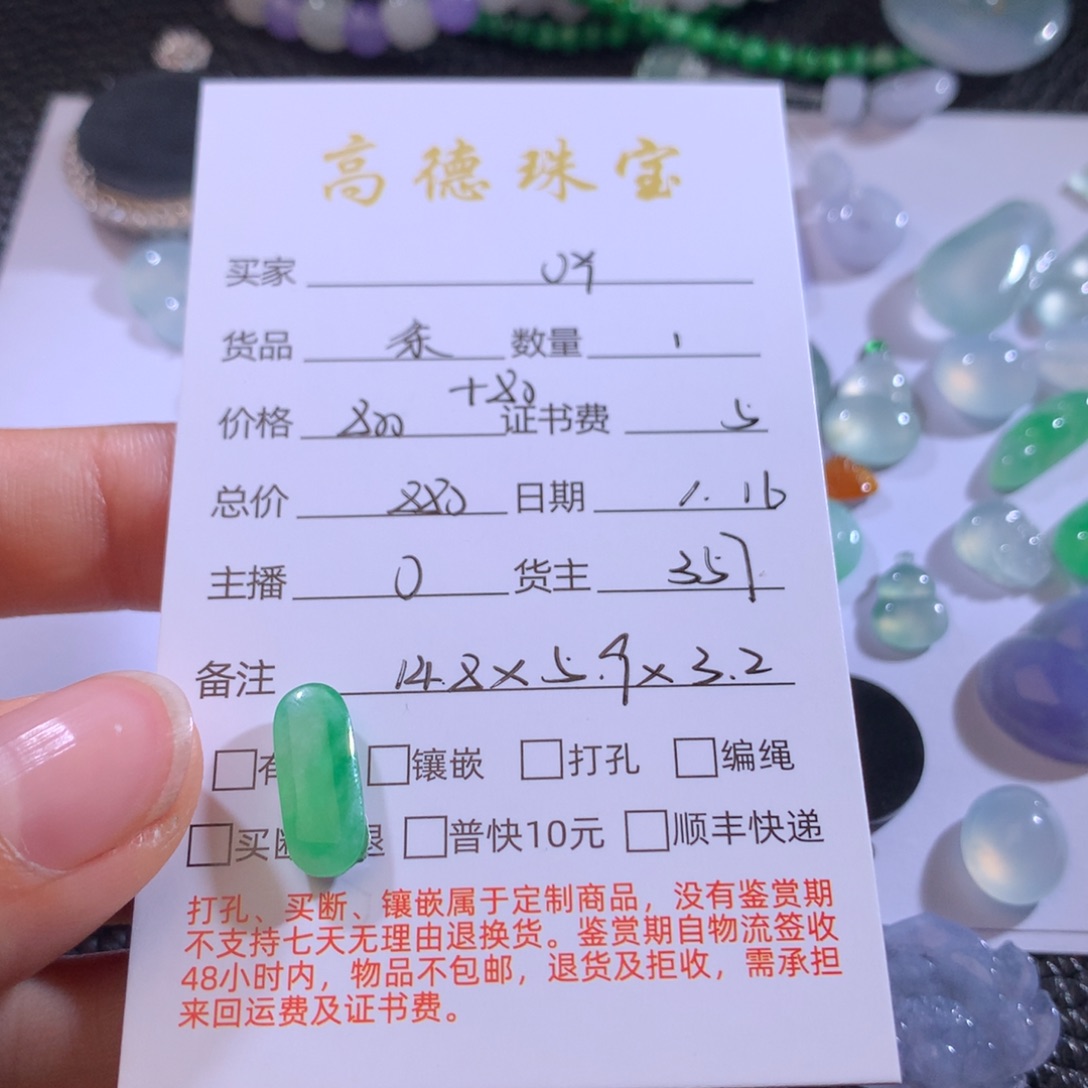 高德珠宝
买家
货品 数量 1
+80
价格 800 证书费 5
总价 880 日期 1.16
主播 0 货主 357
备注 14.8×5.9×3.2
□有 □镶嵌 □打孔 □编绳
□买断 退 □普快10元 □顺丰快递
打孔、买断、镶嵌属于定制商品，没有鉴赏期
不支持七天无理由退换货。鉴赏期自物流签收
48小时内，物品不包邮，退货及拒收，需承担
来回运费及证书费。